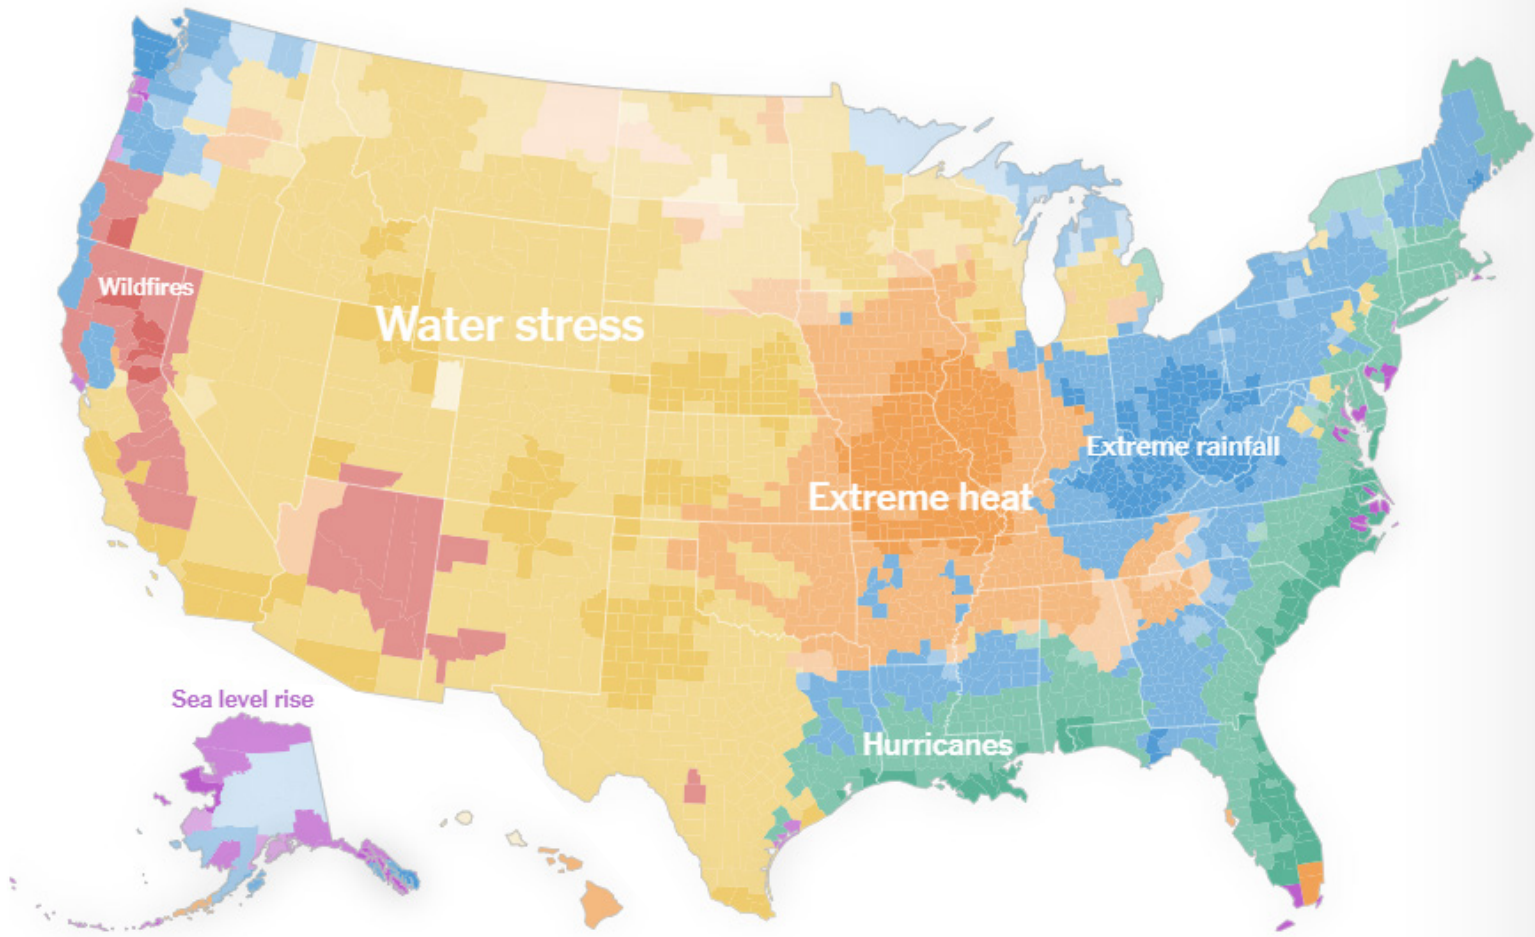 Wildfires
Water stress
Extreme rainfall
Extreme heat
Sea level rise
Hurricanes